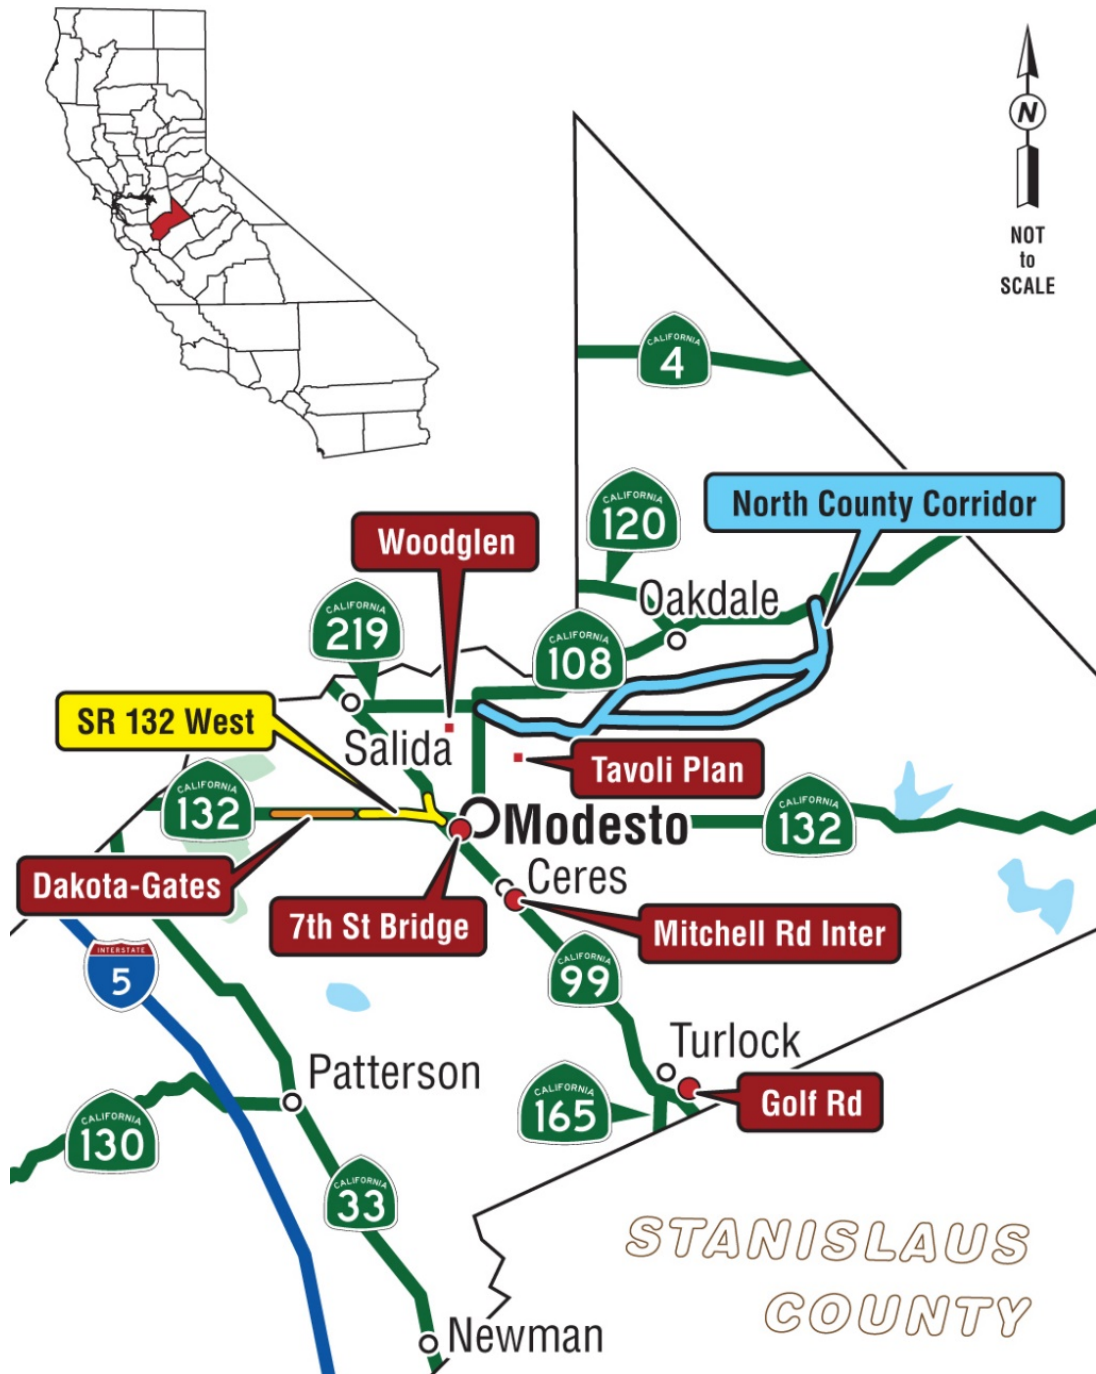 N
NOT
to
SCALE
CALIFORNIA
4
CALIFORNIA
120
North County Corridor
Woodglen
Oakdale
CALIFORNIA
219
CALIFORNIA
108
SR 132 West
Salida
Tavoli Plan
CALIFORNIA
132
Modesto
CALIFORNIA
132
Ceres
Dakota-Gates
7th St Bridge
Mitchell Rd Inter
INTERSTATE
5
CALIFORNIA
99
Turlock
Patterson
CALIFORNIA
165
Golf Rd
CALIFORNIA
130
CALIFORNIA
33
STANISLAUS
COUNTY
Newman